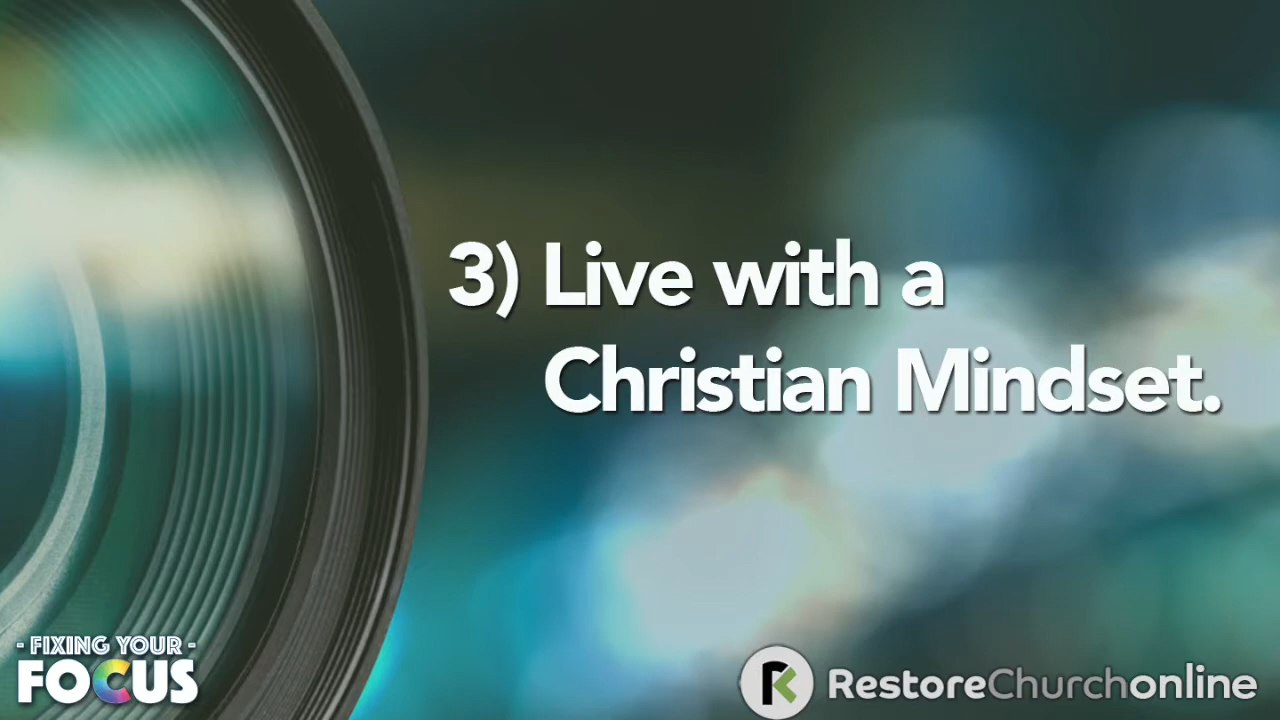 3) Live with a
Christian Mindset.
- FIXING YOUR -
FOCUS
RestoreChurchonline